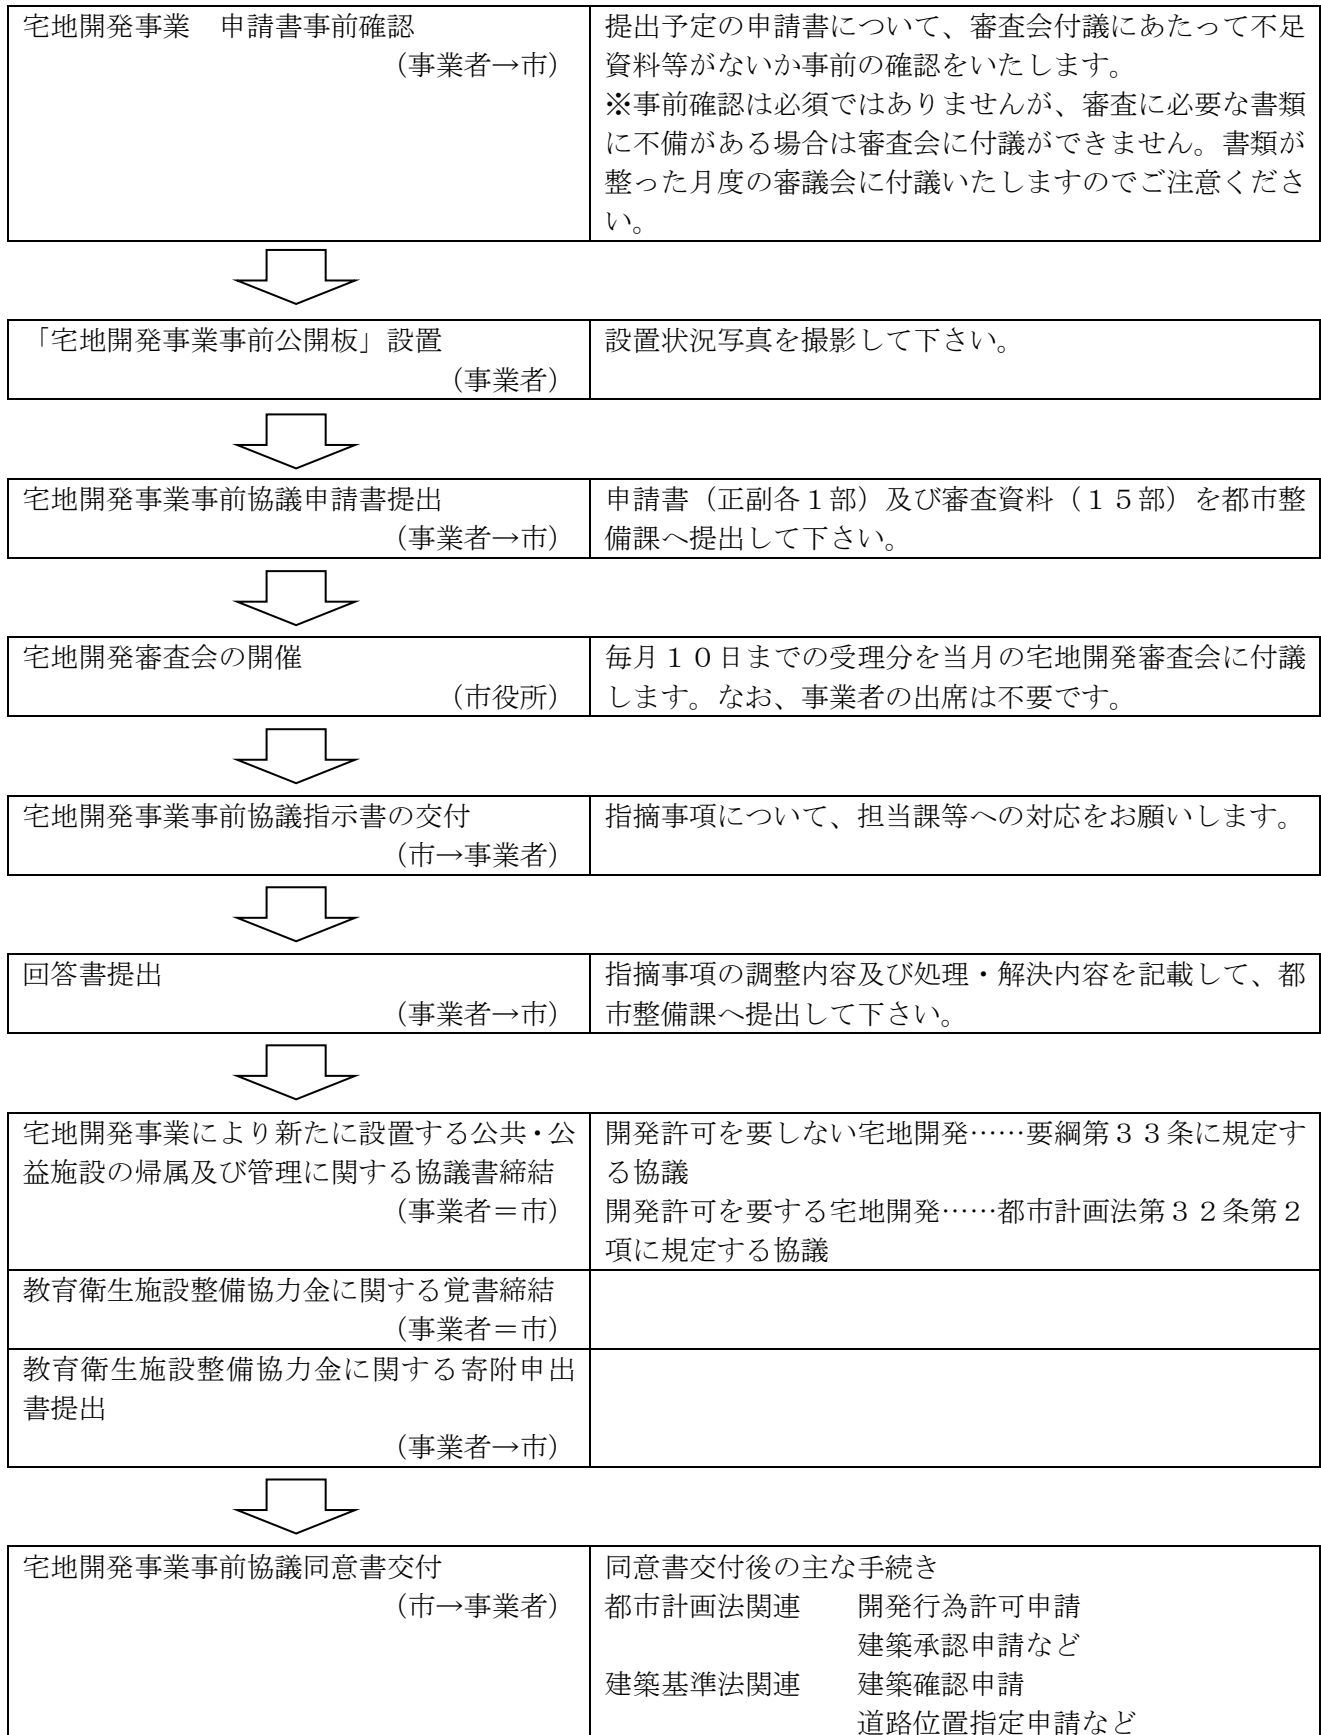 宅地開発事業　申請書事前確認
（事業者→市）
提出予定の申請書について、審査会付議にあたって不足
資料等がないか事前の確認をいたします。
※事前確認は必須ではありませんが、審査に必要な書類
に不備がある場合は審査会に付議ができません。書類が
整った月度の審議会に付議いたしますのでご注意くださ
い。
「宅地開発事業事前公開板」設置
（事業者）
設置状況写真を撮影して下さい。
宅地開発事業事前協議申請書提出
（事業者→市）
申請書（正副各１部）及び審査資料（１５部）を都市整
備課へ提出して下さい。
宅地開発審査会の開催
（市役所）
毎月１０日までの受理分を当月の宅地開発審査会に付議
します。なお、事業者の出席は不要です。
宅地開発事業事前協議指示書の交付
（市→事業者）
指摘事項について、担当課等への対応をお願いします。
回答書提出
（事業者→市）
指摘事項の調整内容及び処理・解決内容を記載して、都
市整備課へ提出して下さい。
宅地開発事業により新たに設置する公共・公
益施設の帰属及び管理に関する協議書締結
（事業者＝市）
開発許可を要しない宅地開発……要綱第３３条に規定す
る協議
開発許可を要する宅地開発……都市計画法第３２条第２
項に規定する協議
教育衛生施設整備協力金に関する覚書締結
（事業者＝市）
教育衛生施設整備協力金に関する寄附申出
書提出
（事業者→市）
宅地開発事業事前協議同意書交付
（市→事業者）
同意書交付後の主な手続き
都市計画法関連　　開発行為許可申請
建築承認申請など
建築基準法関連　　建築確認申請
道路位置指定申請など